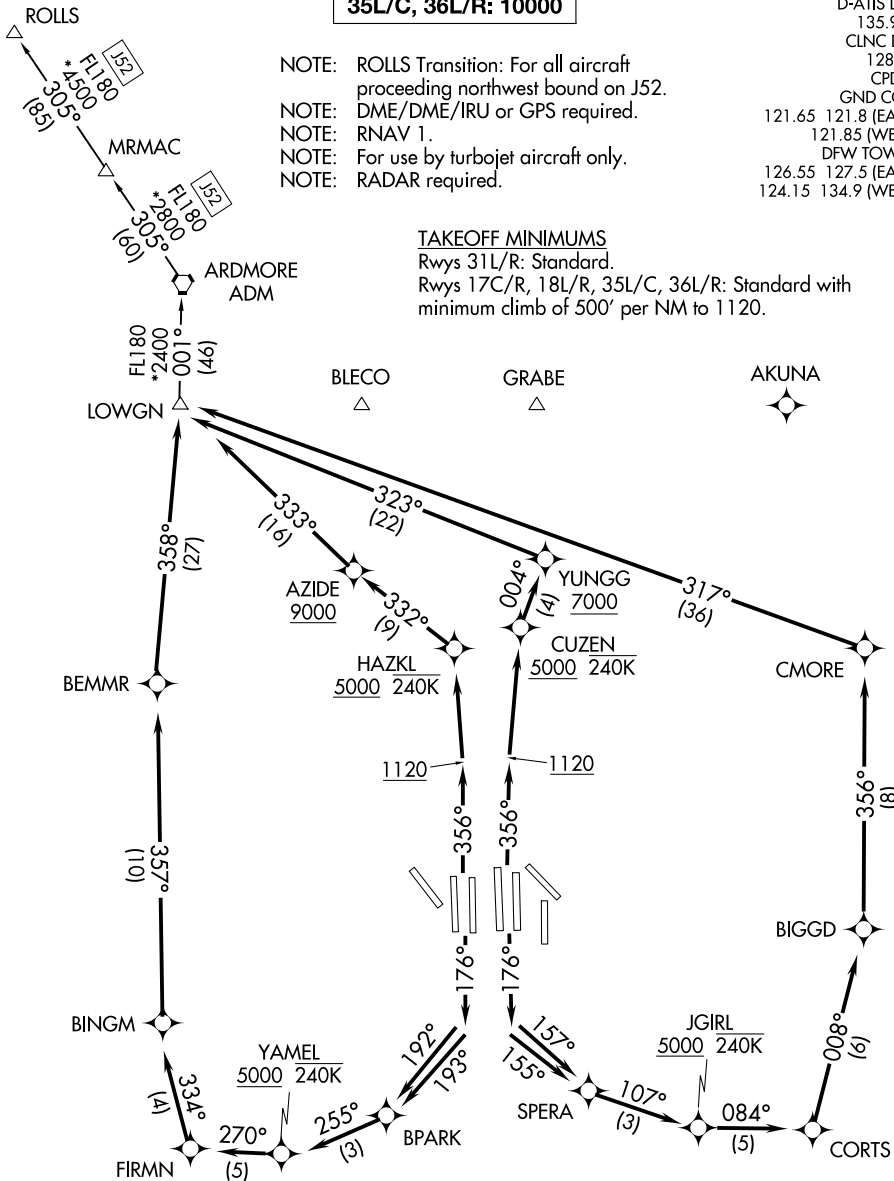 35L/C, 36L/R: 10000
D-ATIS D
135.9
CLNC D
128
CPD
GND CO
121.65 121.8 (EA
121.85 (WE
DFW TOW
126.55 127.5 (EA
124.15 134.9 (WE
NOTE: ROLLS Transition: For all aircraft
proceeding northwest bound on J52.
NOTE: DME/DME/IRU or GPS required.
NOTE: RNAV 1.
NOTE: For use by turbojet aircraft only.
NOTE: RADAR required.
TAKEOFF MINIMUMS
Rwys 31L/R: Standard.
Rwys 17C/R, 18L/R, 35L/C, 36L/R: Standard with
minimum climb of 500' per NM to 1120.
ROLLS
J52
FL180
*4500
305°
(85)
MRMAC
J52
FL180
*2800
305°
(60)
ARDMORE
ADM
FL180
*2400
001°
(46)
LOWGN
BLECO
GRABE
AKUNA
358°
(27)
333°
(16)
323°
(22)
317°
(36)
AZIDE
9000
332°
(9)
HAZKL
5000 240K
YUNGG
7000
004°
(4)
CUZEN
5000 240K
CMORE
BEMMR
1120
1120
356°
356°
356°
(8)
357°
(10)
BIGGD
176°
176°
BINGM
334°
(4)
YAMEL
5000 240K
192°
193°
157°
155°
JGIRL
5000 240K
008°
(9)
FIRMN
270°
(5)
255°
(3)
BPARK
SPERA
107°
(3)
084°
(5)
CORTS